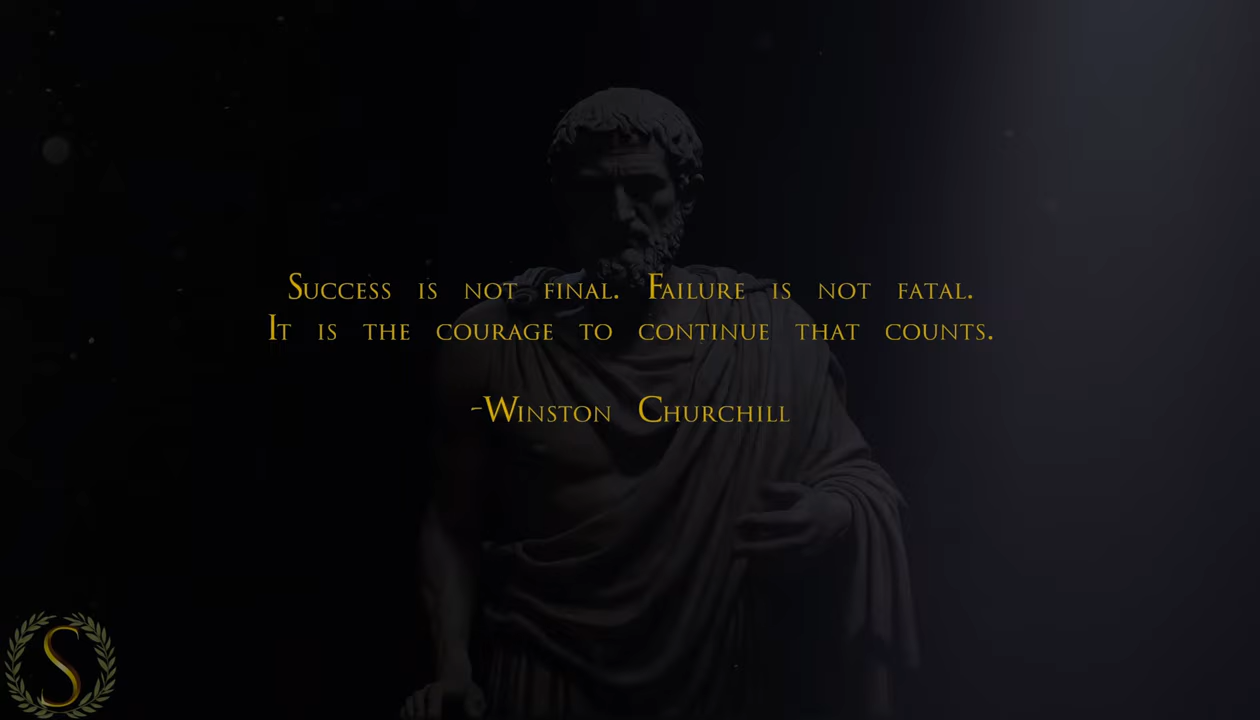 Success is not final. Failure is not fatal.
It is the courage to continue that counts.
-Winston Churchill
S